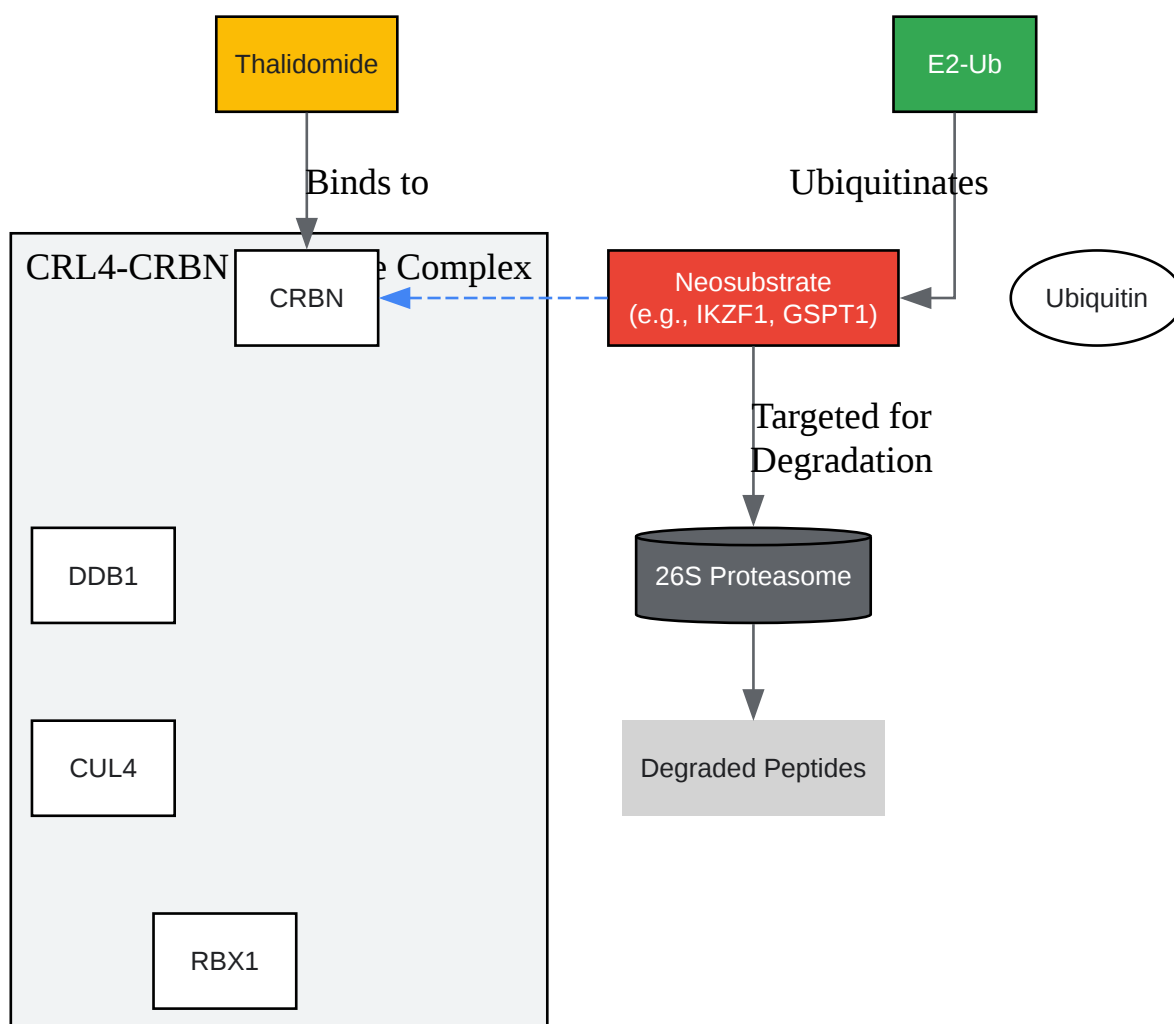 Thalidomide
E2-Ub
Binds to
Ubiquitinates
CRL4-CRBN e Complex
CRBN
Neosubstrate
(e.g., IKZF1, GSPT1)
Ubiquitin
Targeted for
Degradation
DDB1
26S Proteasome
CUL4
Degraded Peptides
RBX1